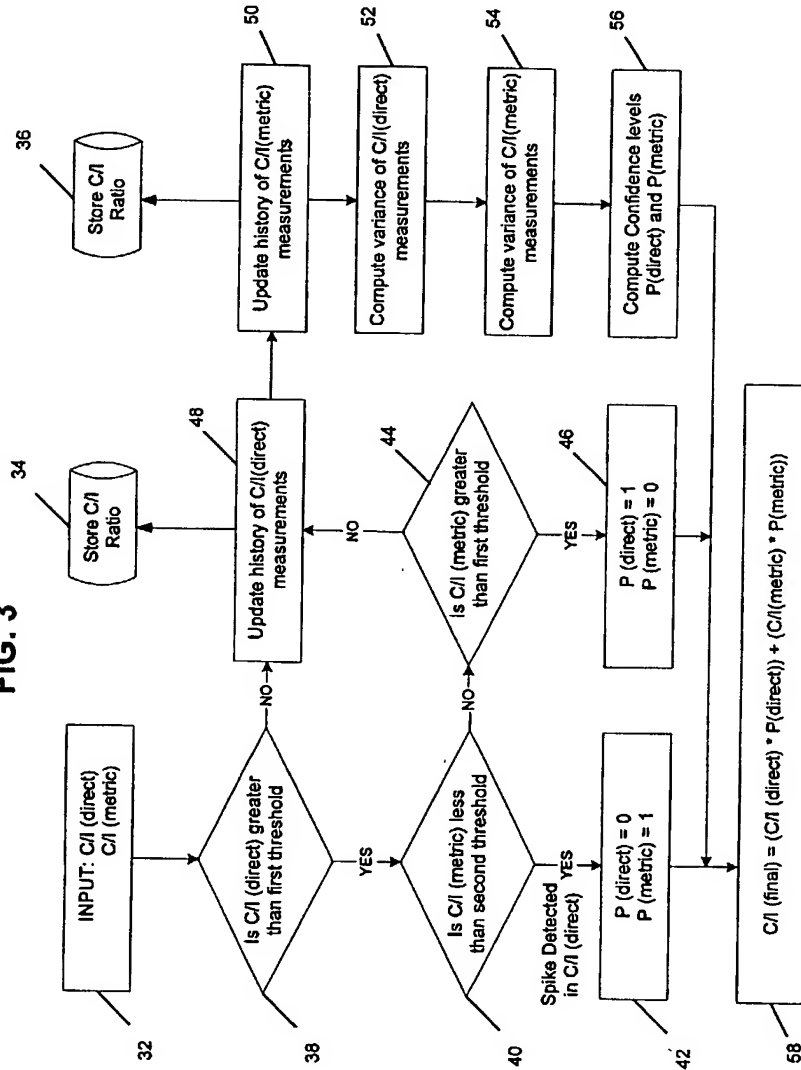 FIG. 3
32
INPUT: C/I (direct)
C/I (metric)
34
Store C/I
Ratio
36
Store C/I
Ratio
38
Is C/I (direct) greater
than first threshold
NO
YES
48
Update history of C/I(direct)
measurements
50
Update history of C/I(metric)
measurements
40
Is C/I (metric) less
than second threshold
NO
YES
Spike Detected
in C/I (direct)
44
Is C/I (metric) greater
than first threshold
NO
YES
52
Compute variance of C/I(direct)
measurements
54
Compute variance of C/I(metric)
measurements
42
P (direct) = 0
P (metric) = 1
46
P (direct) = 1
P (metric) = 0
56
Compute Confidence levels
P(direct) and P(metric)
58
C/I (final) = (C/I (direct) * P(direct)) + (C/I(metric) * P(metric))